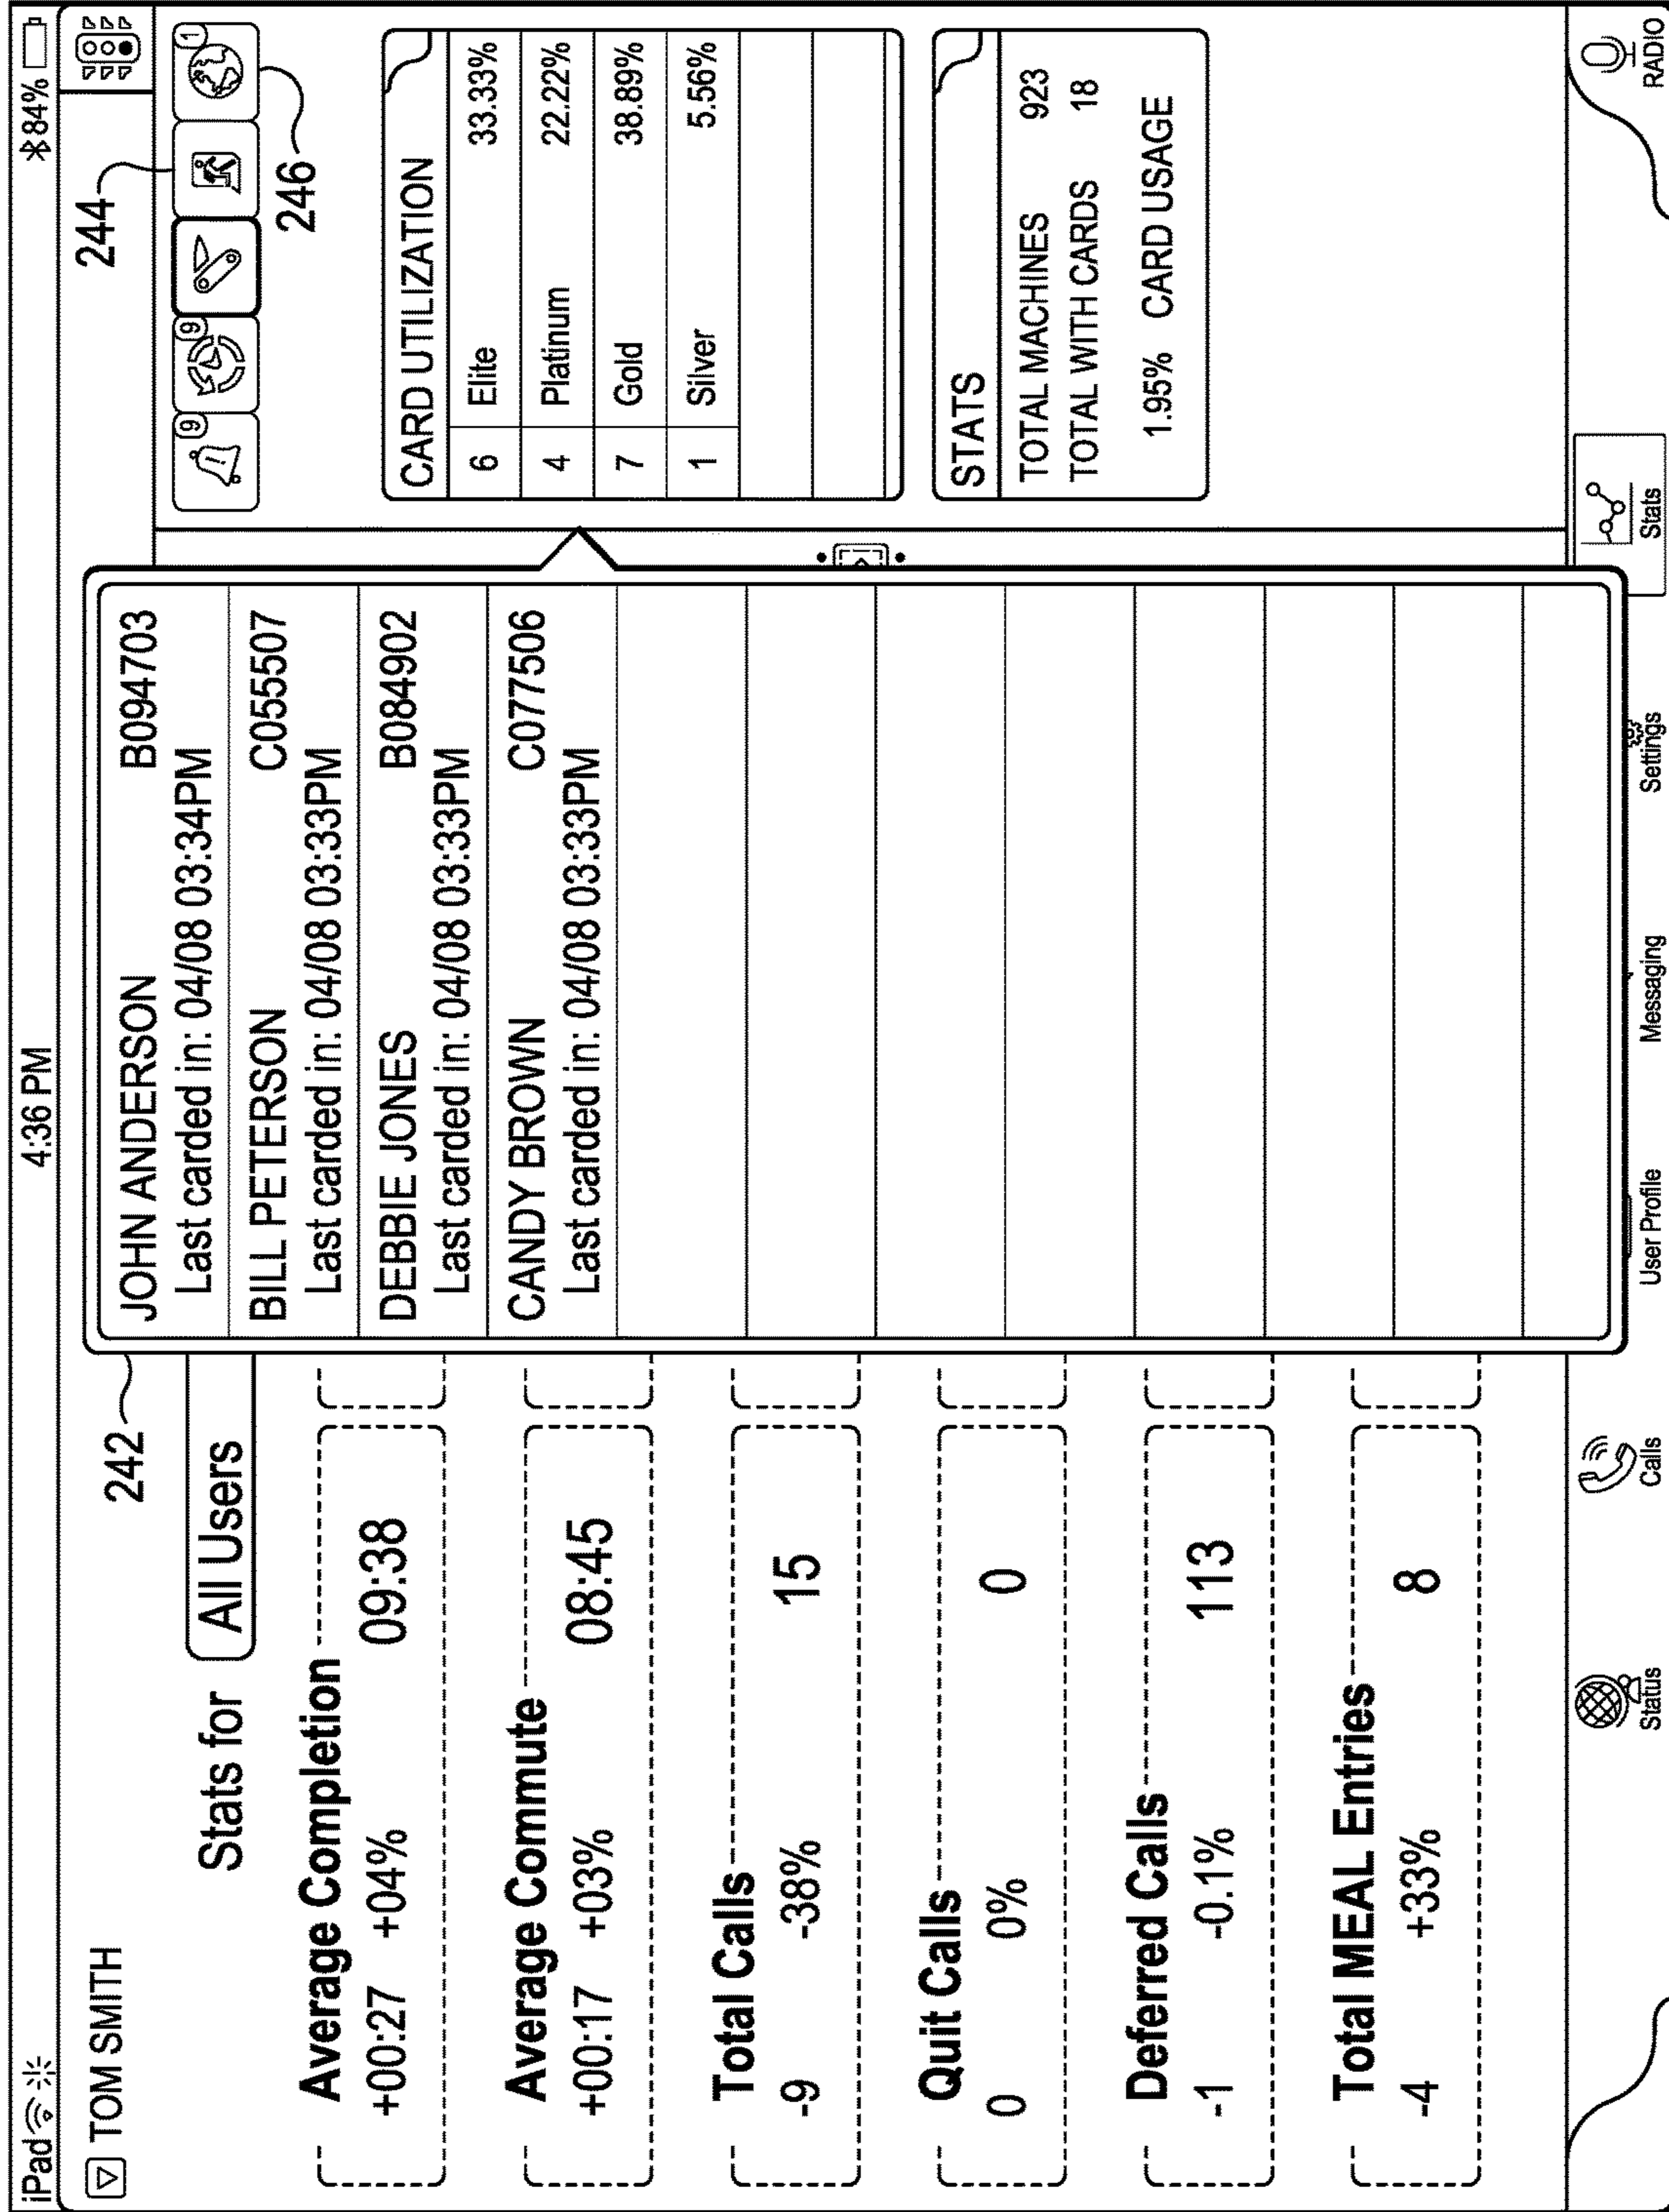 iPad 4:36 PM 84%
TOM SMITH
242
244
Stats for All Users
Average Completion
+00:27 +04% 09:38
Average Commute
+00:17 +03% 08:45
Total Calls
-9 -38% 15
Quit Calls
0 0% 0
Deferred Calls
-1 -0.1% 113
Total MEAL Entries
-4 +33% 8
JOHN ANDERSON B094703
Last carded in: 04/08 03:34PM
BILL PETERSON C055507
Last carded in: 04/08 03:33PM
DEBBIE JONES B084902
Last carded in: 04/08 03:33PM
CANDY BROWN C077506
Last carded in: 04/08 03:33PM
9 9 1
246
CARD UTILIZATION
6 Elite 33.33%
4 Platinum 22.22%
7 Gold 38.89%
1 Silver 5.56%
STATS
TOTAL MACHINES 923
TOTAL WITH CARDS 18
1.95% CARD USAGE
Status Calls User Profile Messaging Settings Stats RADIO